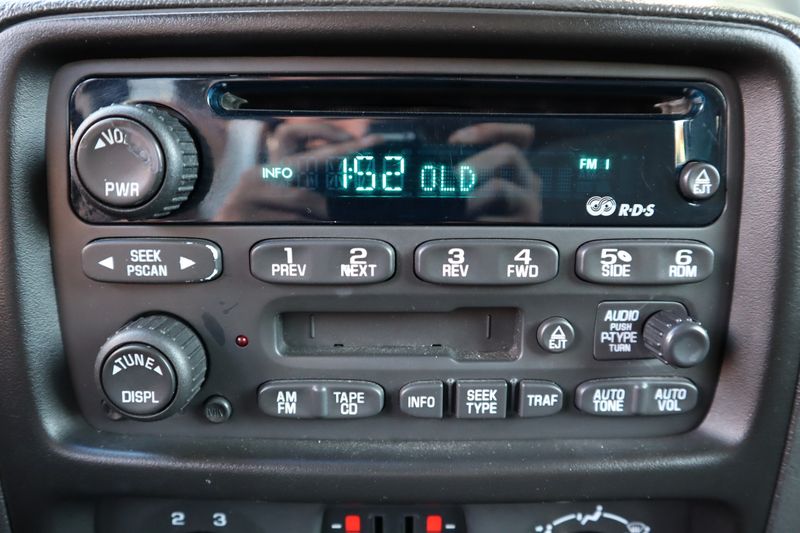 VOL
PWR
INFO 1:52 OLD FM 1
R·D·S
EJT
SEEK
PSCAN
1 PREV
2 NEXT
3 REV
4 FWD
5 SIDE
6 RDM
TUNE
DISPL
EJT
AUDIO
PUSH
P-TYPE
TURN
AM
FM
TAPE
CD
INFO
SEEK
TYPE
TRAF
AUTO
TONE
AUTO
VOL
2 3